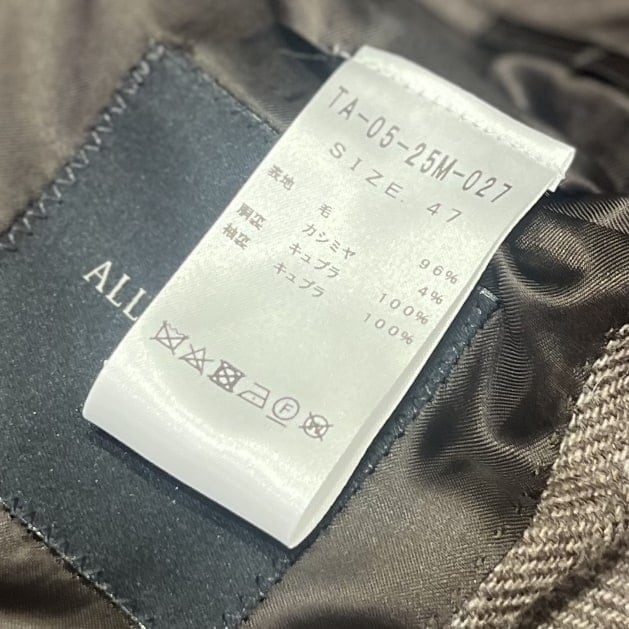 TA-05-25M-027
SIZE. 47
表地 毛 96%
カシミヤ 4%
胴裏 キュプラ 100%
袖裏 キュプラ 100%
F
ALL